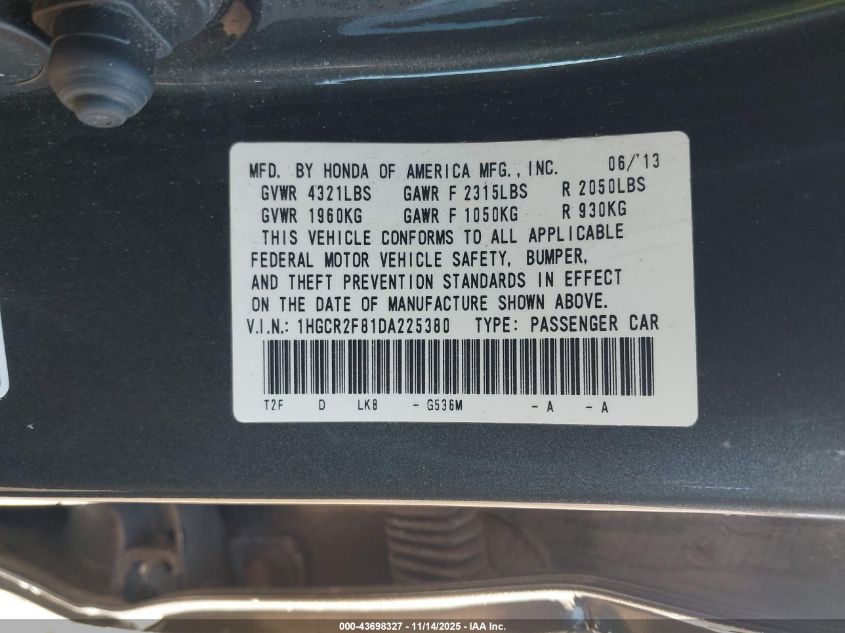 MFD. BY HONDA OF AMERICA MFG., INC. 06/'13
GVWR 4321LBS GAWR F 2315LBS R 2050LBS
GVWR 1960KG GAWR F 1050KG R 930KG
THIS VEHICLE CONFORMS TO ALL APPLICABLE
FEDERAL MOTOR VEHICLE SAFETY, BUMPER,
AND THEFT PREVENTION STANDARDS IN EFFECT
ON THE DATE OF MANUFACTURE SHOWN ABOVE.
V.I.N.: 1HGCR2F81DA225380 TYPE: PASSENGER CAR
T2F D LK8 - G536M - A - A
000-43698327 - 11/14/2025 - IAA Inc.